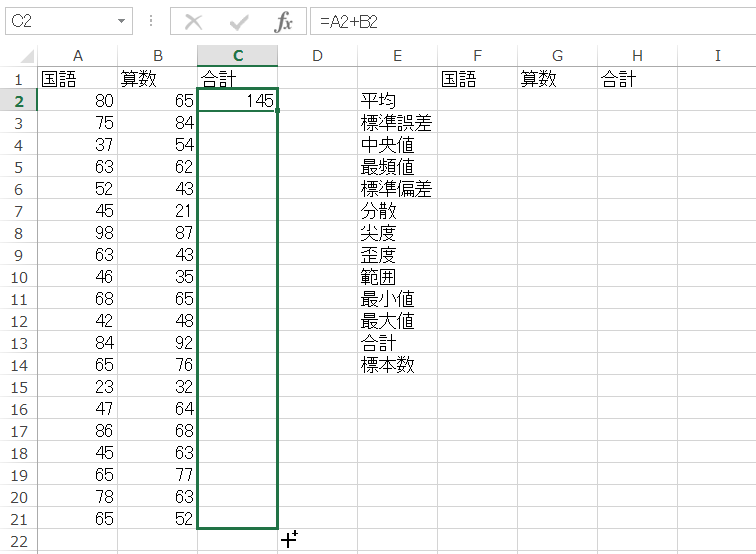 C2 fx =A2+B2
A B C D E F G H I
1 国語 算数 合計 国語 算数 合計
2 80 65 145 平均
3 75 84 標準誤差
4 37 54 中央値
5 63 62 最頻値
6 52 43 標準偏差
7 45 21 分散
8 98 87 尖度
9 63 43 歪度
10 46 35 範囲
11 68 65 最小値
12 42 48 最大値
13 84 92 合計
14 65 76 標本数
15 23 32
16 47 64
17 86 68
18 45 63
19 65 77
20 78 63
21 65 52
22